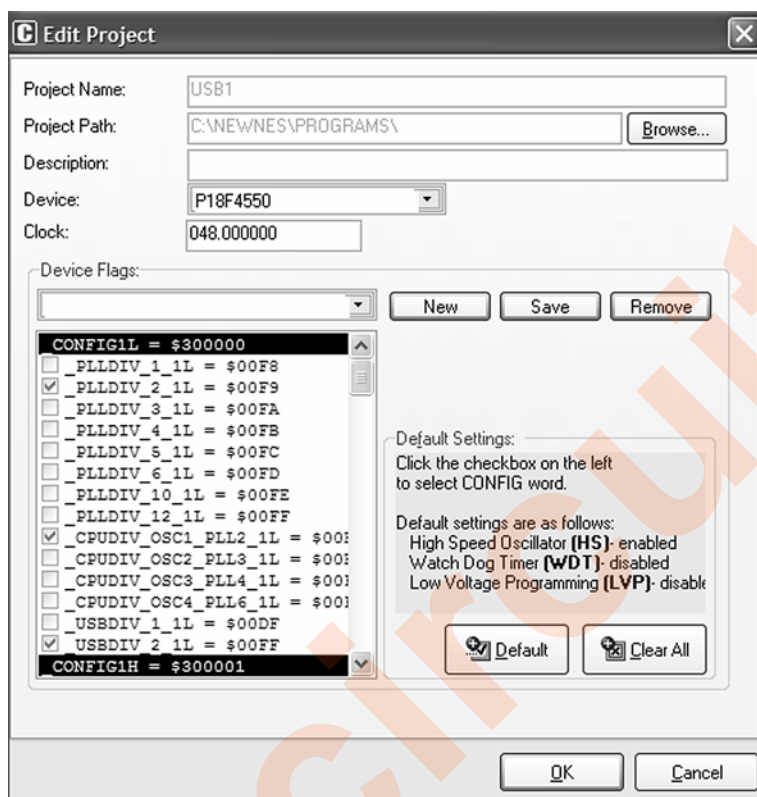 C Edit Project
Project Name: USB1
Project Path: C:\NEWNES\PROGRAMS\ Browse...
Description:
Device: P18F4550
Clock: 048.000000
Device Flags:
New Save Remove
_CONFIG1L = $300000
_PLLDIV_1_1L = $00F8
_PLLDIV_2_1L = $00F9
_PLLDIV_3_1L = $00FA
_PLLDIV_4_1L = $00FB
_PLLDIV_5_1L = $00FC
_PLLDIV_6_1L = $00FD
_PLLDIV_10_1L = $00FE
_PLLDIV_12_1L = $00FF
_CPUDIV_OSC1_PLL2_1L = $00
_CPUDIV_OSC2_PLL3_1L = $00
_CPUDIV_OSC3_PLL4_1L = $00
_CPUDIV_OSC4_PLL6_1L = $00
_USBDIV_1_1L = $00DF
_USBDIV_2_1L = $00FF
_CONFIG1H = $300001
Default Settings:
Click the checkbox on the left
to select CONFIG word.
Default settings are as follows:
High Speed Oscillator (HS)- enabled
Watch Dog Timer (WDT)- disabled
Low Voltage Programming (LVP)- disable
Default Clear All
OK Cancel
Circuit